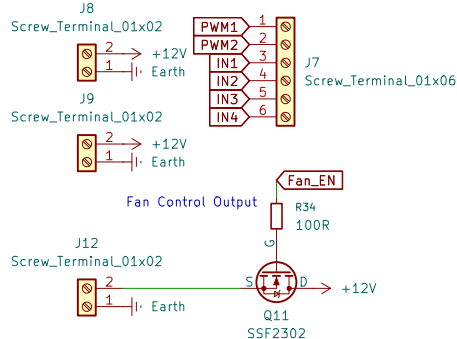 J8
Screw_Terminal_01x02
2
+12V
1
Earth
J9
Screw_Terminal_01x02
2
+12V
1
Earth
PWM1 1
PWM2 2
IN1 3
IN2 4
IN3 5
IN4 6
J7
Screw_Terminal_01x06
Fan Control Output
Fan_EN
R34
100R
G
J12
Screw_Terminal_01x02
2
1
Earth
S
D
+12V
Q11
SSF2302